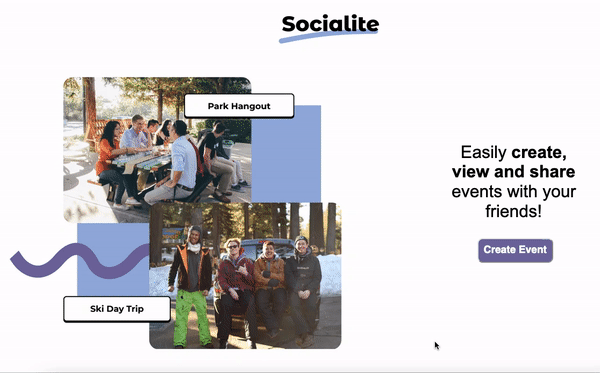 Socialite
Park Hangout
Easily create,
view and share
events with your
friends!
Create Event
Ski Day Trip